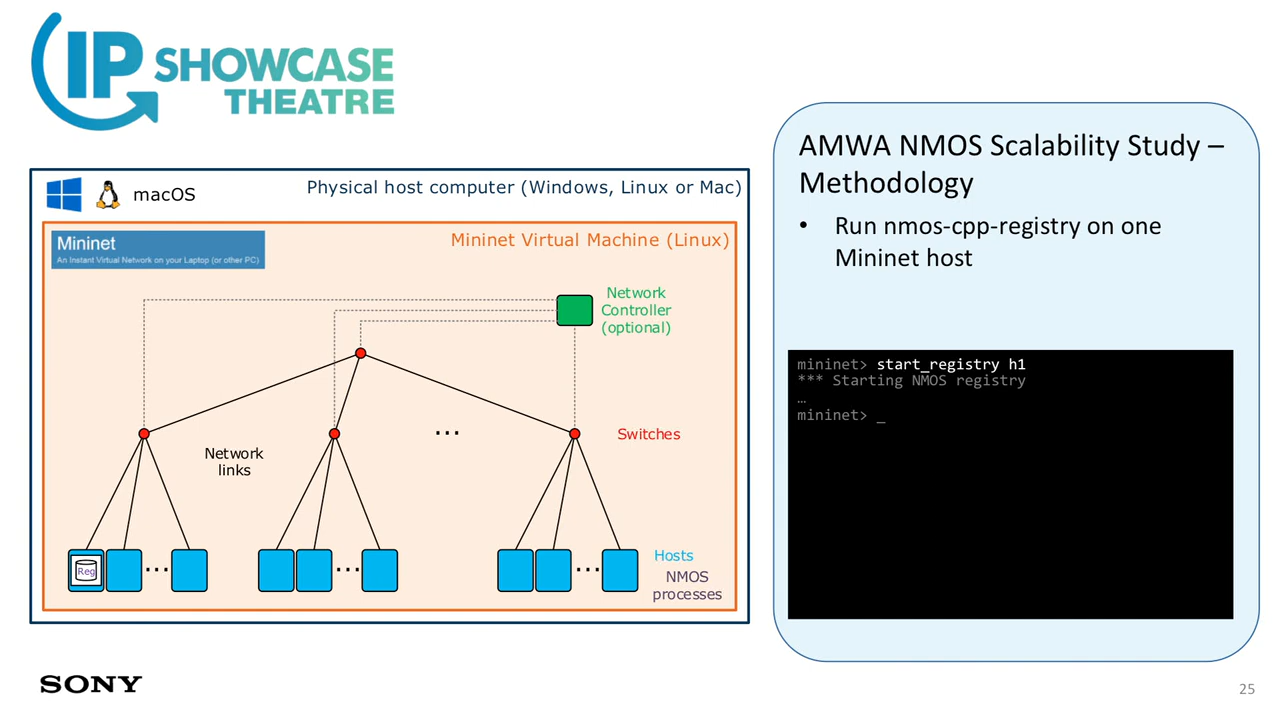 IP SHOWCASE
THEATRE
macOS
Physical host computer (Windows, Linux or Mac)
Mininet
An Instant Virtual Network on your Laptop (or other PC)
Mininet Virtual Machine (Linux)
Network
Controller
(optional)
...
Switches
Network
links
Reg
...
...
...
Hosts
NMOS
processes
AMWA NMOS Scalability Study –
Methodology
• Run nmos-cpp-registry on one
Mininet host
mininet> start_registry h1
*** Starting NMOS registry
…
mininet> _
SONY
25